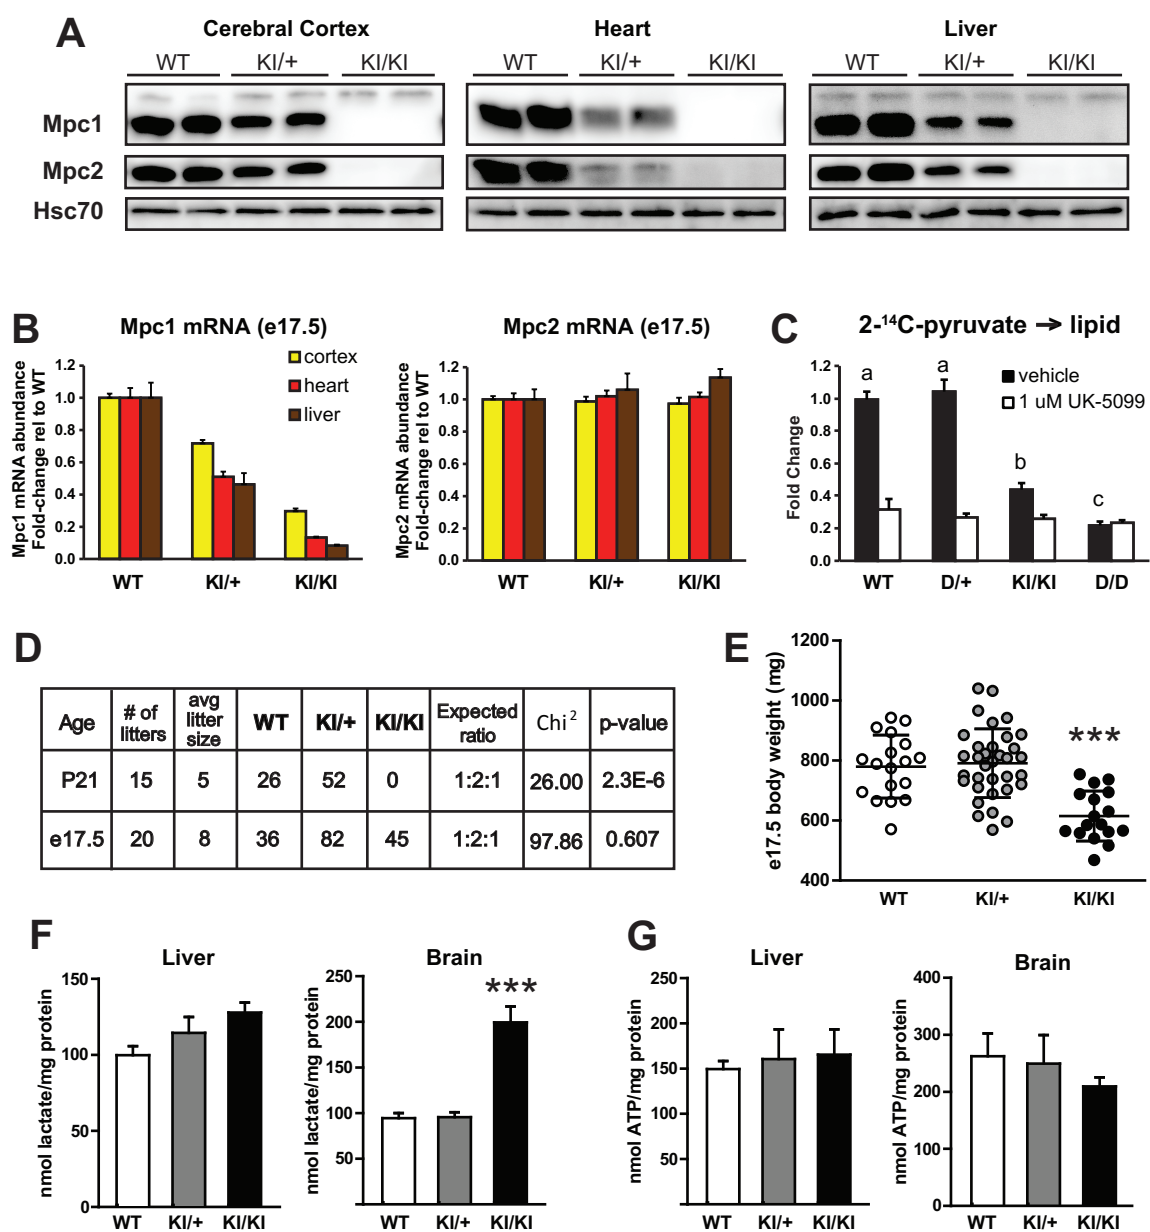 A
Cerebral Cortex
Heart
Liver
WT KI/+ KI/KI
WT KI/+ KI/KI
WT KI/+ KI/KI
Mpc1
Mpc2
Hsc70
B
Mpc1 mRNA (e17.5)
Mpc1 mRNA abundance
Fold-change rel to WT
1.2
1.0
0.8
0.6
0.4
0.2
0.0
cortex
heart
liver
WT KI/+ KI/KI
Mpc2 mRNA (e17.5)
Mpc2 mRNA abundance
Fold-change rel to WT
1.2
1.0
0.8
0.6
0.4
0.2
0.0
WT KI/+ KI/KI
C
2-¹⁴C-pyruvate → lipid
Fold Change
1.2
1.0
0.8
0.6
0.4
0.2
0.0
a a b c
vehicle
1 uM UK-5099
WT D/+ KI/KI D/D
D
Age # of litters avg litter size WT KI/+ KI/KI Expected ratio Chi² p-value
P21 15 5 26 52 0 1:2:1 26.00 2.3E-6
e17.5 20 8 36 82 45 1:2:1 97.86 0.607
E
e17.5 body weight (mg)
1200
1000
800
600
400
***
WT KI/+ KI/KI
F
Liver
nmol lactate/mg protein
150
100
50
0
WT KI/+ KI/KI
Brain
nmol lactate/mg protein
250
200
150
100
50
***
WT KI/+ KI/KI
G
Liver
nmol ATP/mg protein
250
200
150
100
50
WT KI/+ KI/KI
Brain
nmol ATP/mg protein
400
300
200
100
0
WT KI/+ KI/KI